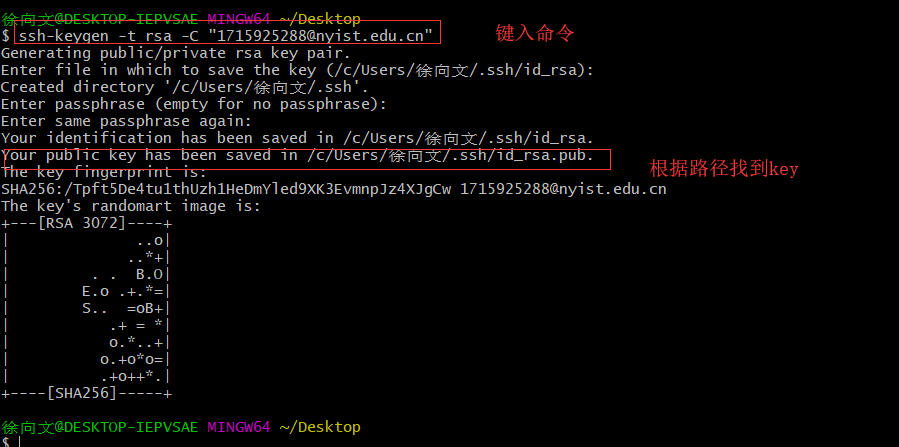 徐向文@DESKTOP-IEPVSAE MINGW64 ~/Desktop
$ ssh-keygen -t rsa -C "1715925288@nyist.edu.cn" 键入命令
Generating public/private rsa key pair.
Enter file in which to save the key (/c/Users/徐向文/.ssh/id_rsa):
Created directory '/c/Users/徐向文/.ssh'.
Enter passphrase (empty for no passphrase):
Enter same passphrase again:
Your identification has been saved in /c/Users/徐向文/.ssh/id_rsa.
Your public key has been saved in /c/Users/徐向文/.ssh/id_rsa.pub.
The key fingerprint is: 根据路径找到key
SHA256:/Tpft5De4tu1thUzh1HeDmYled9XK3EvmnpJz4XJgCw 1715925288@nyist.edu.cn
The key's randomart image is:
+---[RSA 3072]----+
|              ..o|
|             ..*+|
|         . .  B.O|
|        E.o .+.*=|
|        S..  =oB+|
|           .+ = *|
|           o.*..+|
|          o.+o*o=|
|          .+o++*.|
+----[SHA256]-----+
徐向文@DESKTOP-IEPVSAE MINGW64 ~/Desktop
$